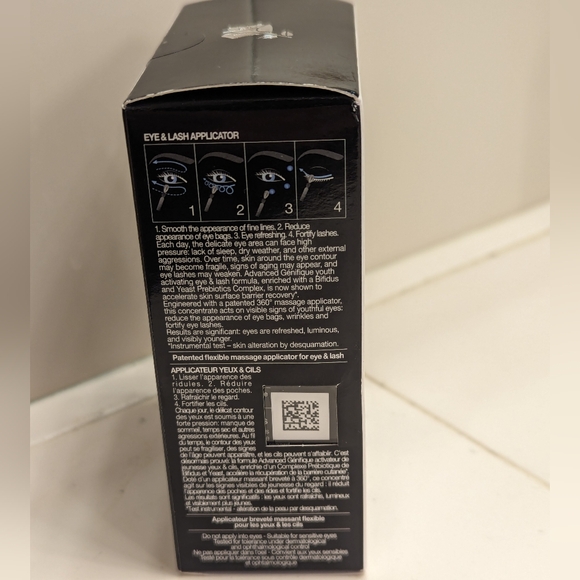 EYE & LASH APPLICATOR
1 2 3 4
1. Smooth the appearance of fine lines. 2. Reduce
appearance of eye bags. 3. Eye refreshing. 4. Fortify lashes.
Each day, the delicate eye area can face high
pressure: lack of sleep, dry weather, and other external
aggressions. Over time, skin around the eye contour
may become fragile, signs of aging may appear, and
eye lashes may weaken. Advanced Génifique youth
activating eye & lash formula, enriched with a Bifidus
and Yeast Prebiotics Complex, is now shown to
accelerate skin surface barrier recovery*.
Engineered with a patented 360° massage applicator,
this concentrate acts on visible signs of youthful eyes:
reduce the appearance of eye bags, wrinkles and
fortify eye lashes.
Results are significant: eyes are refreshed, luminous,
and visibly younger.
*Instrumental test – skin alteration by desquamation.
Patented flexible massage applicator for eye & lash
APPLICATEUR YEUX & CILS
1. Lisser l'apparence des
ridules. 2. Réduire
l'apparence des poches.
3. Rafraîchir le regard.
4. Fortifier les cils.
Chaque jour, le délicat contour
des yeux est soumis à une
forte pression: manque de
sommeil, temps sec et autres
agressions extérieures. Au fil
du temps, le contour des yeux
peut se fragiliser, des signes
de l'âge peuvent apparaître, et les cils peuvent s'affaiblir. C'est
désormais prouvé: la formule Advanced Génifique activateur de
jeunesse yeux & cils, enrichie d'un Complexe Prébiotique de
Bifidus et Yeast, accélère la récupération de la barrière cutanée*.
Doté d'un applicateur massant breveté à 360°, ce concentré
agit sur les signes visibles de jeunesse du regard : il réduit
l'apparence des poches et des rides et fortifie les cils.
Les résultats sont significatifs : les yeux sont rafraîchis, lumineux
et visiblement plus jeunes.
*Test instrumental - altération de la peau par desquamation.
Applicateur breveté massant flexible
pour les yeux & les cils
Do not apply into eyes - Suitable for sensitive eyes
Tested for tolerance under dermatological
and ophthalmological control
Ne pas appliquer dans l'œil - Convient aux yeux sensibles
Testé pour la tolérance sous contrôle dermatologique
et ophtalmologique